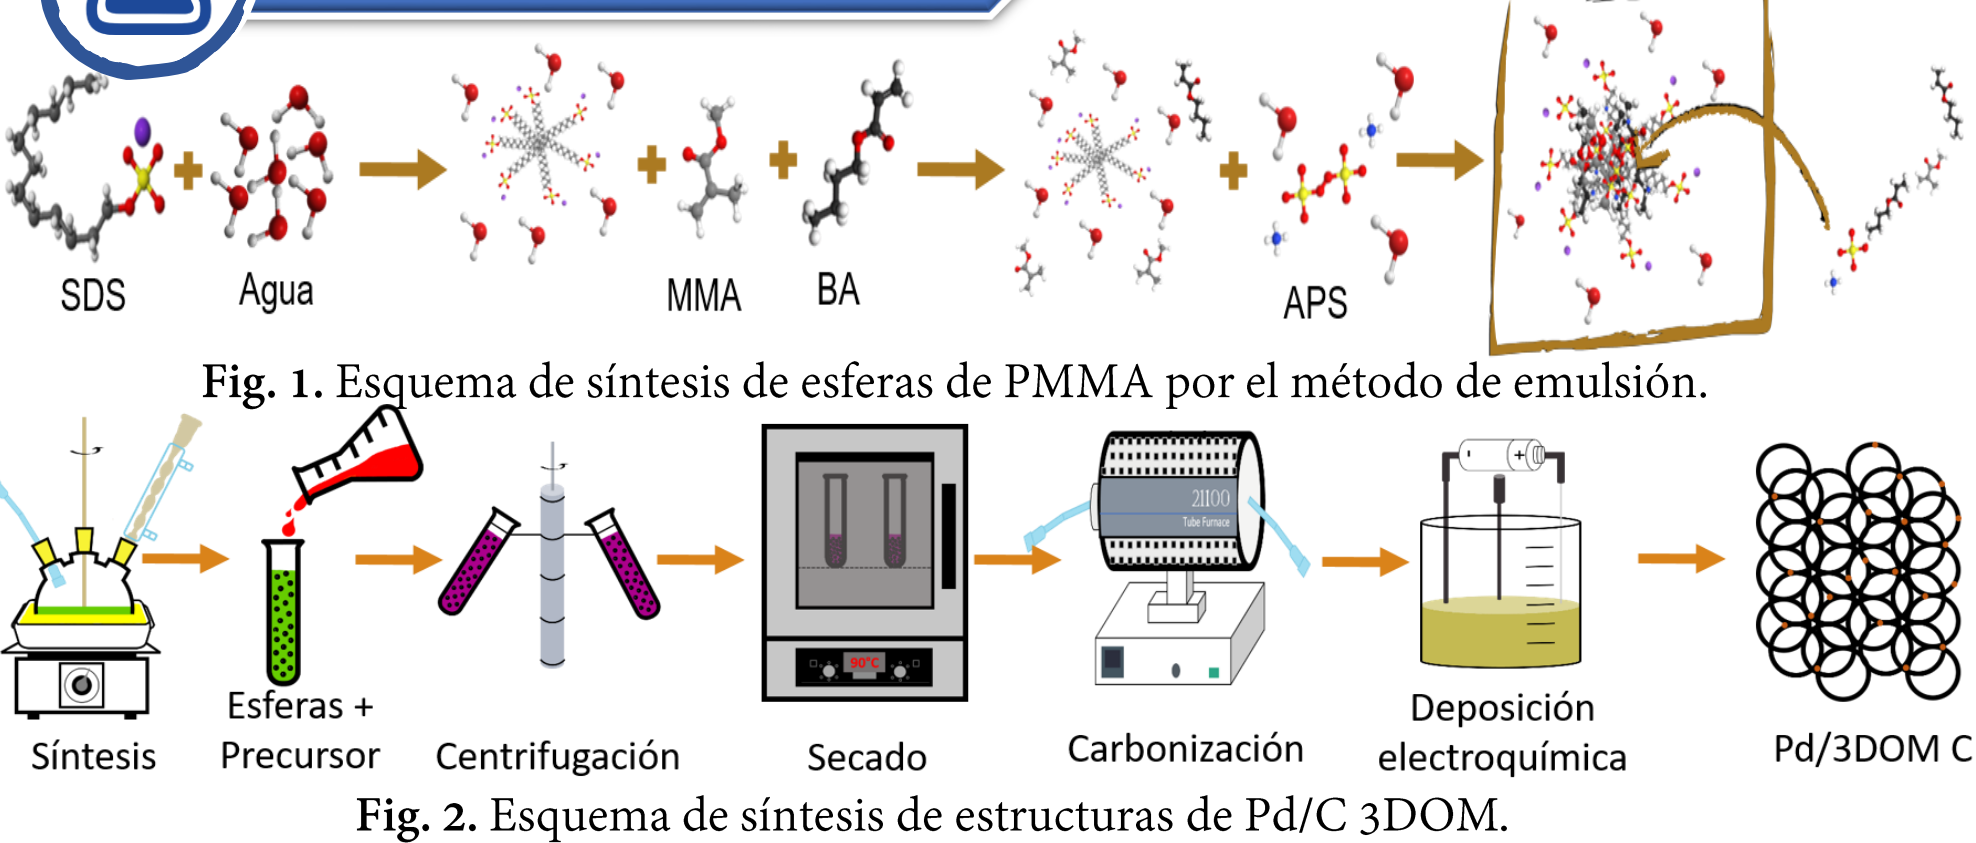 SDS
Agua
MMA
BA
APS
Fig. 1. Esquema de síntesis de esferas de PMMA por el método de emulsión.
21100
Tube Furnace
- +
90°C
Síntesis
Esferas +
Precursor
Centrifugación
Secado
Carbonización
Deposición
electroquímica
Pd/3DOM C
Fig. 2. Esquema de síntesis de estructuras de Pd/C 3DOM.